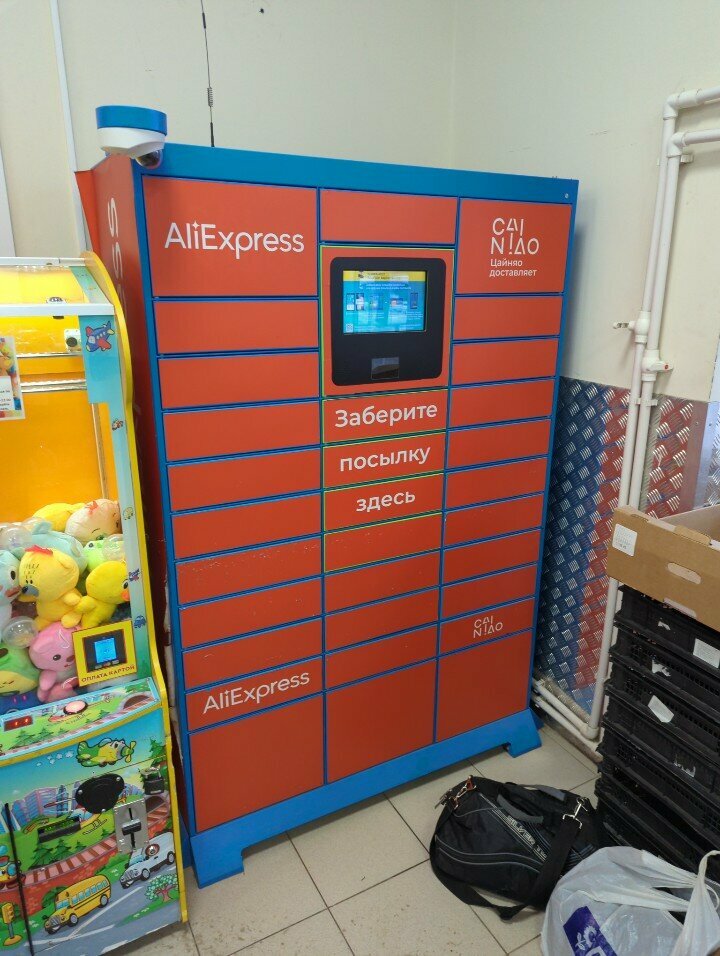 AliExpress
CAI
NIAO
Цайняо
доставляет
Заберите
посылку
здесь
CAI
NIAO
AliExpress
ОПЛАТА КАРТОЙ